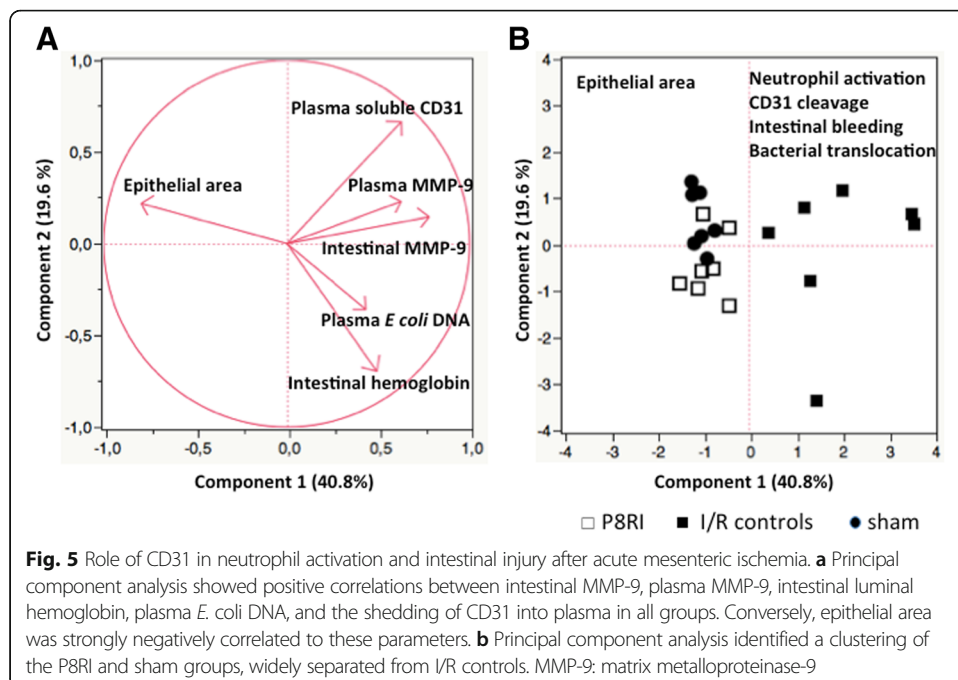 A
1,0
0,5
0,0
-0,5
-1,0
Component 2 (19.6 %)
Plasma soluble CD31
Epithelial area
Plasma MMP-9
Intestinal MMP-9
Plasma E coli DNA
Intestinal hemoglobin
-1,0 -0,5 0,0 0,5 1,0
Component 1 (40.8%)
B
4
3
2
1
0
-1
-2
-3
-4
Component 2 (19.6 %)
Epithelial area
Neutrophil activation
CD31 cleavage
Intestinal bleeding
Bacterial translocation
-4 -3 -2 -1 0 1 2 3 4
Component 1 (40.8%)
P8RI I/R controls sham
Fig. 5 Role of CD31 in neutrophil activation and intestinal injury after acute mesenteric ischemia. a Principal
component analysis showed positive correlations between intestinal MMP-9, plasma MMP-9, intestinal luminal
hemoglobin, plasma E. coli DNA, and the shedding of CD31 into plasma in all groups. Conversely, epithelial area
was strongly negatively correlated to these parameters. b Principal component analysis identified a clustering of
the P8RI and sham groups, widely separated from I/R controls. MMP-9: matrix metalloproteinase-9